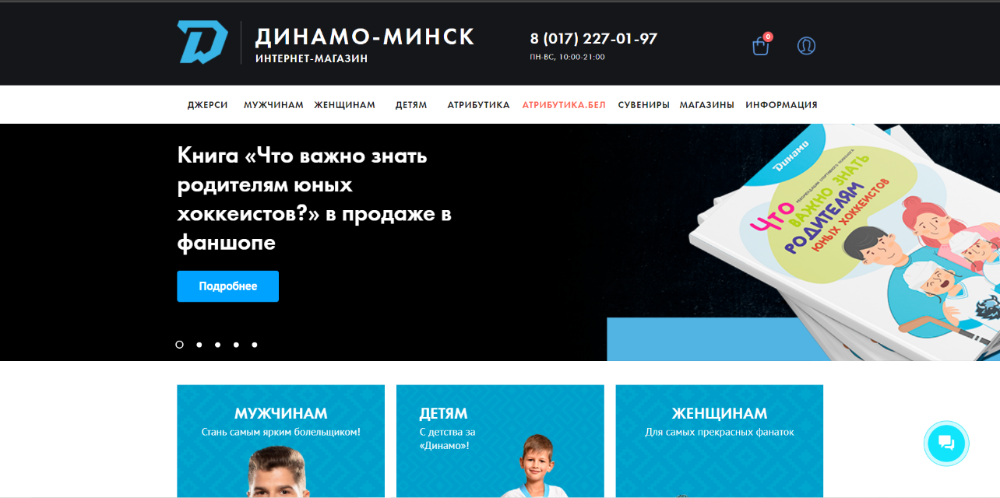 ДИНАМО-МИНСК
ИНТЕРНЕТ-МАГАЗИН
8 (017) 227-01-97
ПН-ВС, 10:00-21:00
0
ДЖЕРСИ МУЖЧИНАМ ЖЕНЩИНАМ ДЕТЯМ АТРИБУТИКА АТРИБУТИКА.БЕЛ СУВЕНИРЫ МАГАЗИНЫ ИНФОРМАЦИЯ
Книга «Что важно знать
родителям юных
хоккеистов?» в продаже в
фаншопе
Подробнее
Динамо
РЕКОМЕНДАЦИИ СПОРТИВНОГО ПСИХОЛОГА
ЧТО
ВАЖНО ЗНАТЬ
РОДИТЕЛЯМ
ЮНЫХ ХОККЕИСТОВ
МУЖЧИНАМ
Стань самым ярким болельщиком!
ДЕТЯМ
С детства за
«Динамо»!
ЖЕНЩИНАМ
Для самых прекрасных фанаток